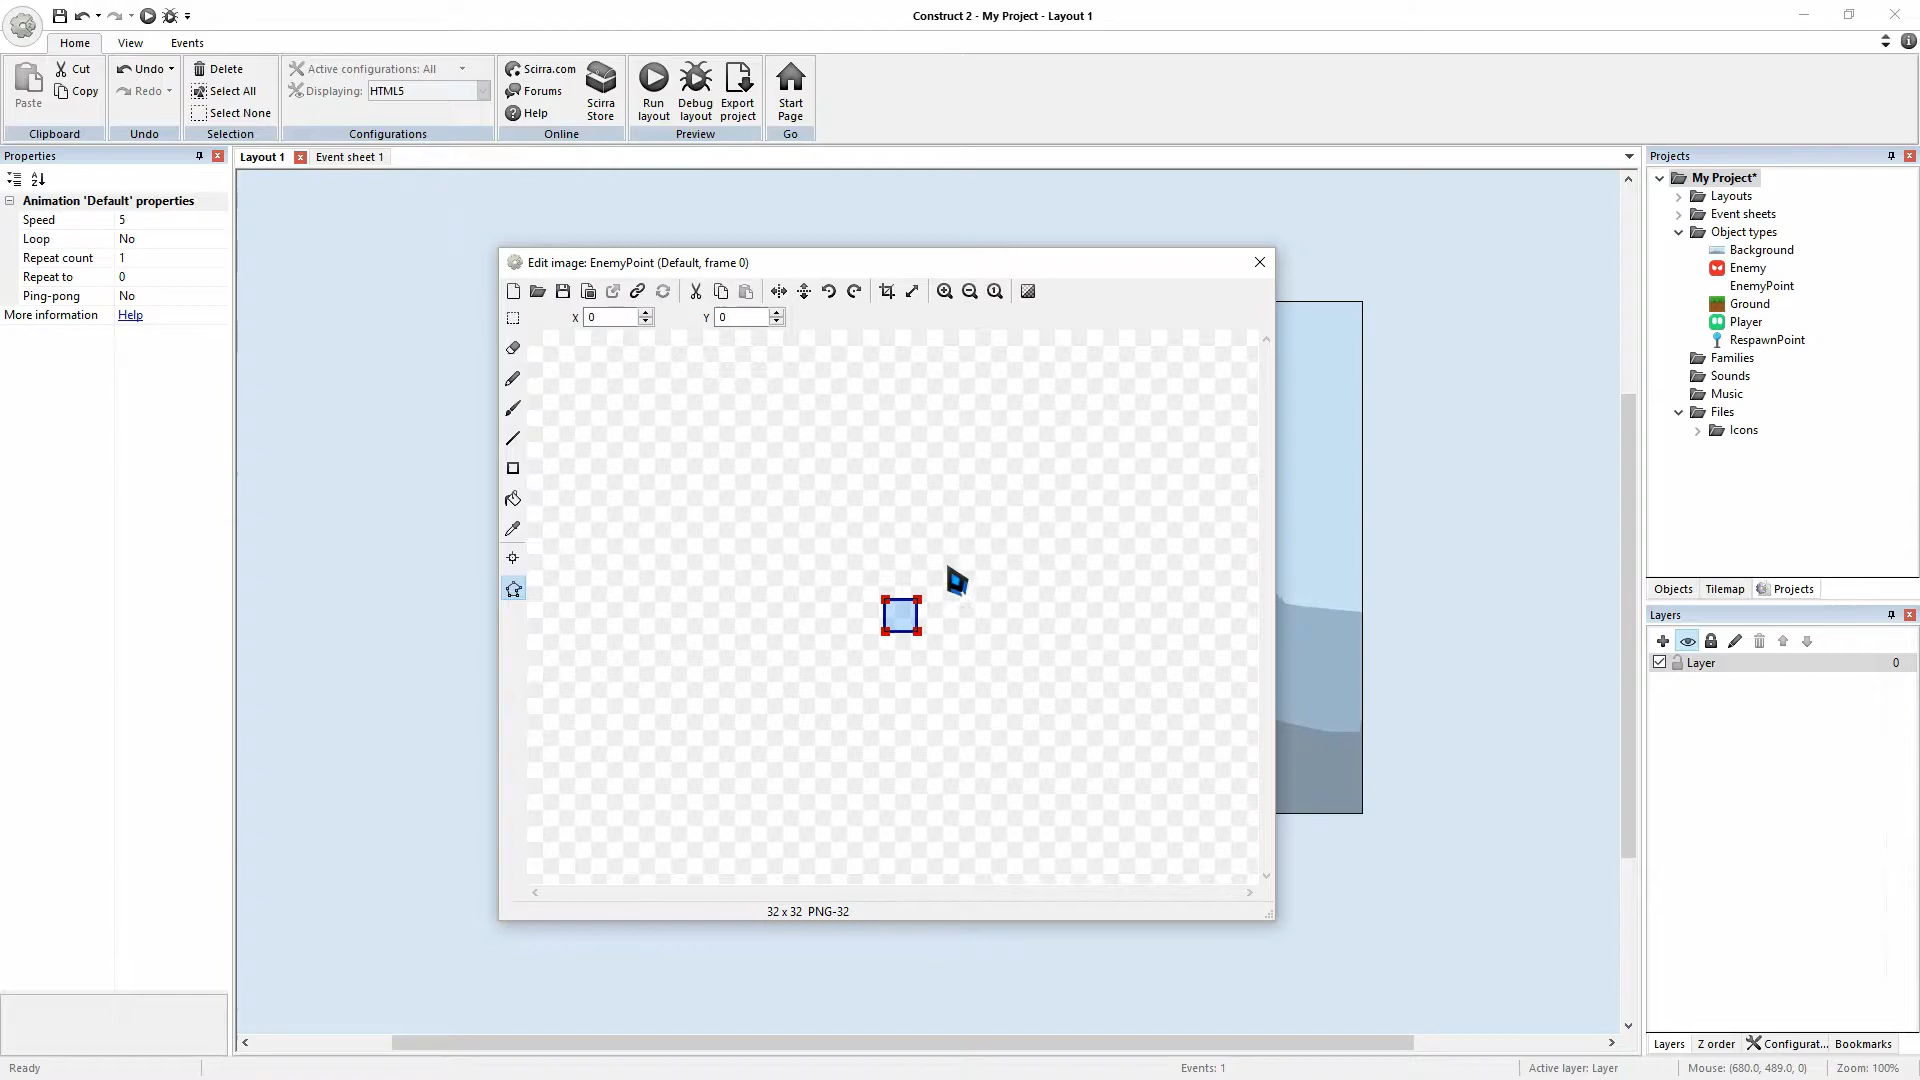 Construct 2 - My Project - Layout 1
Home View Events
Paste Cut Copy Clipboard
Undo Redo Undo
Delete Select All Select None Selection
Active configurations: All
Displaying: HTML5
Configurations
Scirra.com Forums Help Scirra Store Online
Run layout Debug layout Export project Preview
Start Page Go
Properties
Layout 1 Event sheet 1
Animation 'Default' properties
Speed 5
Loop No
Repeat count 1
Repeat to 0
Ping-pong No
More information Help
Edit image: EnemyPoint (Default, frame 0)
X 0 Y 0
32 x 32 PNG-32
Projects
My Project*
Layouts
Event sheets
Object types
Background
Enemy
EnemyPoint
Ground
Player
RespawnPoint
Families
Sounds
Music
Files
Icons
Objects Tilemap Projects
Layers
Layer 0
Layers Z order Configurat... Bookmarks
Ready Events: 1 Active layer: Layer Mouse: (680.0, 489.0, 0) Zoom: 100%